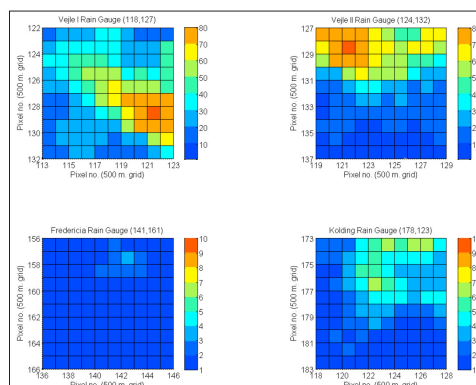 Vejle I Rain Gauge (118,127)
Pixel no. (500 m. grid)
122
124
126
128
130
132
113 115 117 119 121 123
Pixel no. (500 m. grid)
80
70
60
50
40
30
20
10
Vejle II Rain Gauge (124,132)
Pixel no. (500 m. grid)
127
129
131
133
135
137
119 121 123 125 127 129
Pixel no. (500 m. grid)
Fredericia Rain Gauge (141,161)
Pixel no. (500 m. grid)
156
158
160
162
164
166
136 138 140 142 144 146
Pixel no. (500 m. grid)
10
9
8
7
6
5
4
3
2
1
Kolding Rain Gauge (178,123)
Pixel no. (500 m. grid)
173
175
177
179
181
183
118 120 122 124 126 128
Pixel no. (500 m. grid)